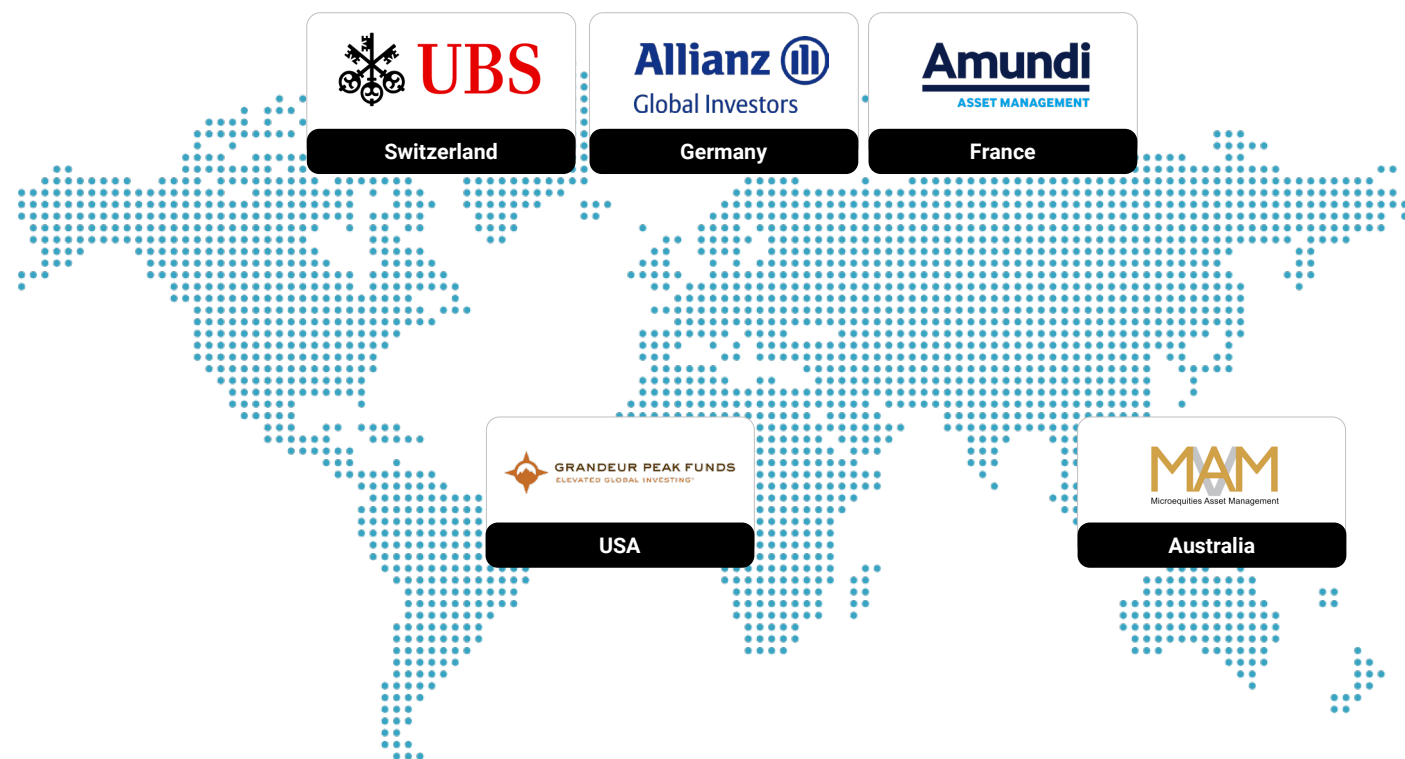 UBS
Switzerland
Allianz
Global Investors
Germany
Amundi
ASSET MANAGEMENT
France
GRANDEUR PEAK FUNDS
ELEVATED GLOBAL INVESTING
USA
MAM
Microequities Asset Management
Australia